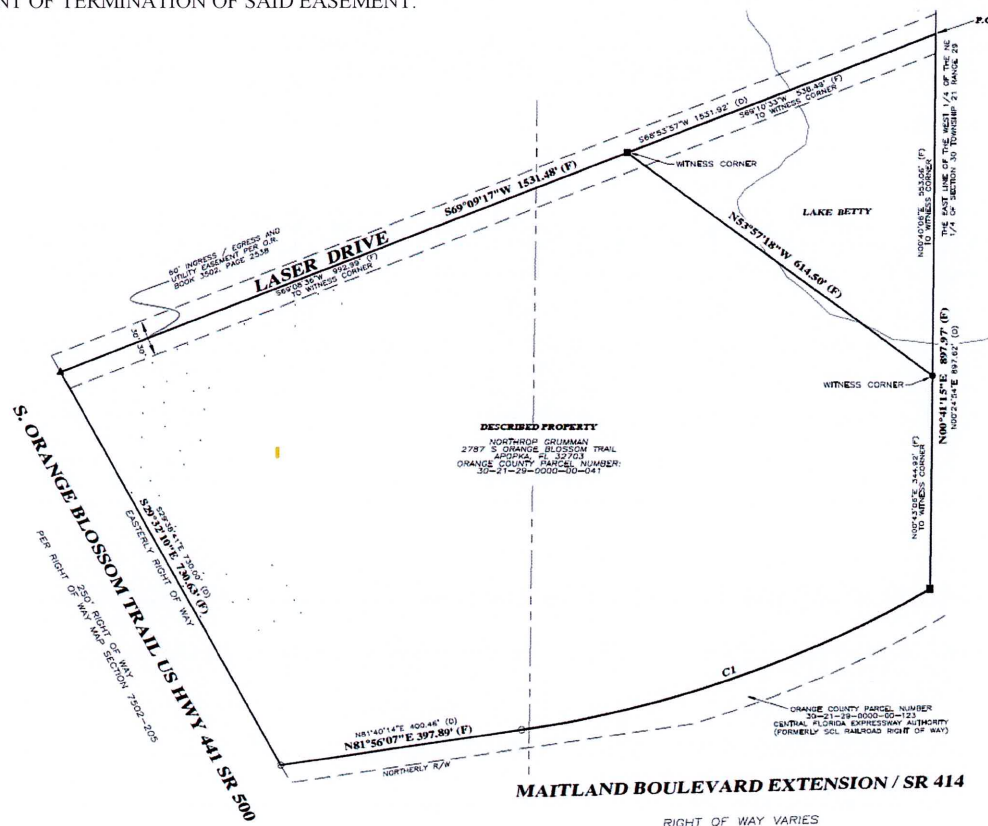 NT OF TERMINATION OF SAID EASEMENT.
P.O
THE EAST LINE OF THE WEST 1/4 OF THE NE
1/4 OF SECTION 30 TOWNSHIP 21 RANGE 29
S68°53'57"W 1531.92' (D)
S69°10'33"W 538.49' (F)
TO WITNESS CORNER
WITNESS CORNER
S69°09'17"W 1531.48' (F)
LAKE BETTY
N00°40'08"E 553.06' (F)
TO WITNESS CORNER
N53°57'18"W 614.50' (F)
60' INGRESS / EGRESS AND
UTILITY EASEMENT PER O.R.
BOOK 3502, PAGE 2538
LASER DRIVE
S69°08'36"W 992.99' (F)
TO WITNESS CORNER
30' 30'
N00°41'15"E 897.97' (F)
N00°24'54"E 897.62' (D)
WITNESS CORNER
DESCRIBED PROPERTY
NORTHROP GRUMMAN
2787 S ORANGE BLOSSOM TRAIL
APOPKA, FL 32703
ORANGE COUNTY PARCEL NUMBER:
30-21-29-0000-00-041
N00°43'08"E 344.92' (F)
TO WITNESS CORNER
S. ORANGE BLOSSOM TRAIL US HWY 441 SR 500
S29°38'41"E 730.00' (D)
S29°32'10"E 730.63' (F)
EASTERLY RIGHT OF WAY
250' RIGHT OF WAY
PER RIGHT OF WAY MAP SECTION 7502-205
C1
N81°40'14"E 400.46' (D)
N81°56'07"E 397.89' (F)
NORTHERLY R/W
ORANGE COUNTY PARCEL NUMBER
30-21-29-0000-00-123
CENTRAL FLORIDA EXPRESSWAY AUTHORITY
(FORMERLY SCL RAILROAD RIGHT OF WAY)
MAITLAND BOULEVARD EXTENSION / SR 414
RIGHT OF WAY VARIES